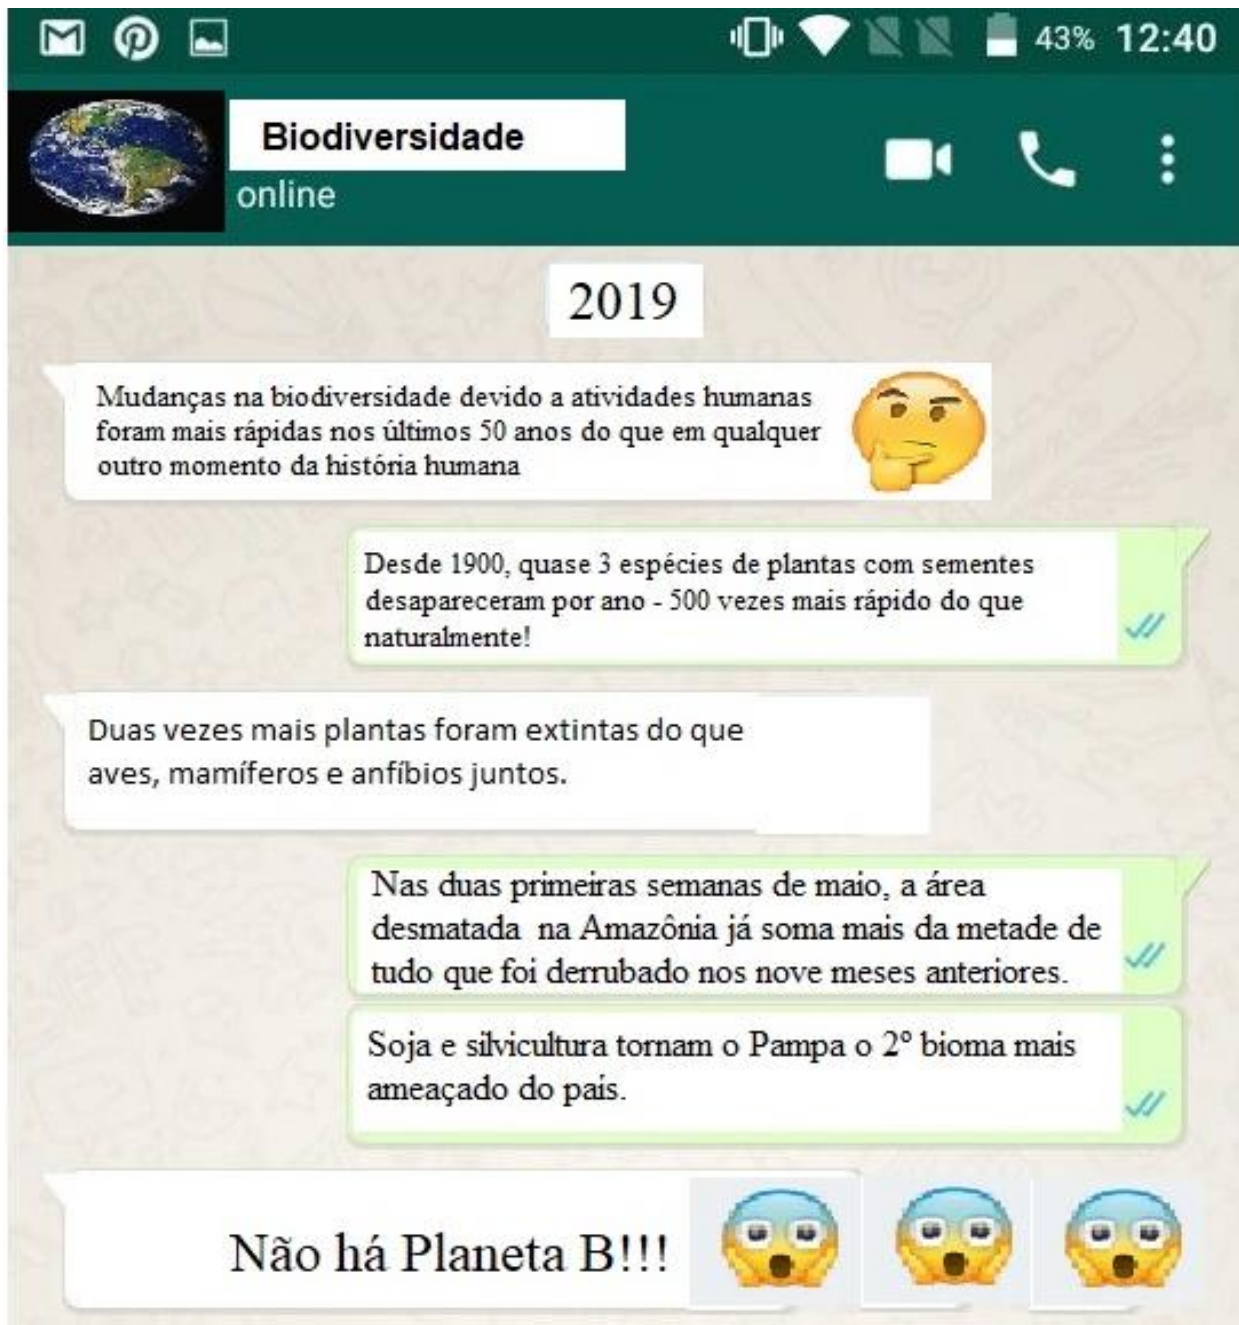 43% 12:40
Biodiversidade
online
2019
Mudanças na biodiversidade devido a atividades humanas
foram mais rápidas nos últimos 50 anos do que em qualquer
outro momento da história humana
Desde 1900, quase 3 espécies de plantas com sementes
desapareceram por ano - 500 vezes mais rápido do que
naturalmente!
Duas vezes mais plantas foram extintas do que
aves, mamíferos e anfíbios juntos.
Nas duas primeiras semanas de maio, a área
desmatada na Amazônia já soma mais da metade de
tudo que foi derrubado nos nove meses anteriores.
Soja e silvicultura tornam o Pampa o 2º bioma mais
ameaçado do país.
Não há Planeta B!!!